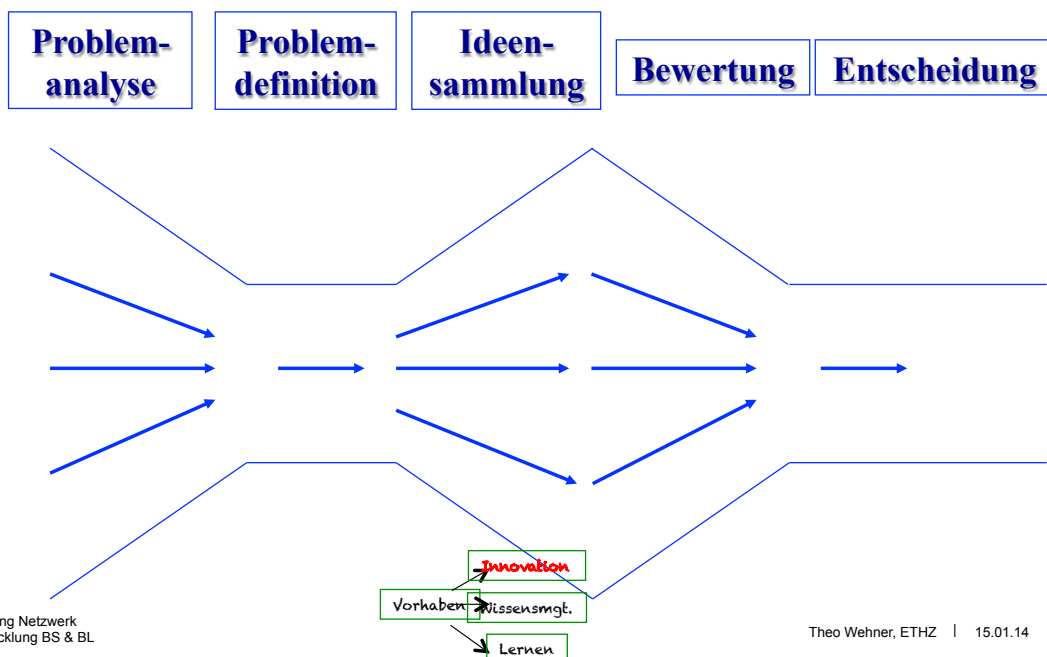 Problem-
analyse
Problem-
definition
Ideen-
sammlung
Bewertung
Entscheidung
Innovation
Vorhaben
Wissensmgt.
Lernen
ng Netzwerk
cklung BS & BL
Theo Wehner, ETHZ | 15.01.14